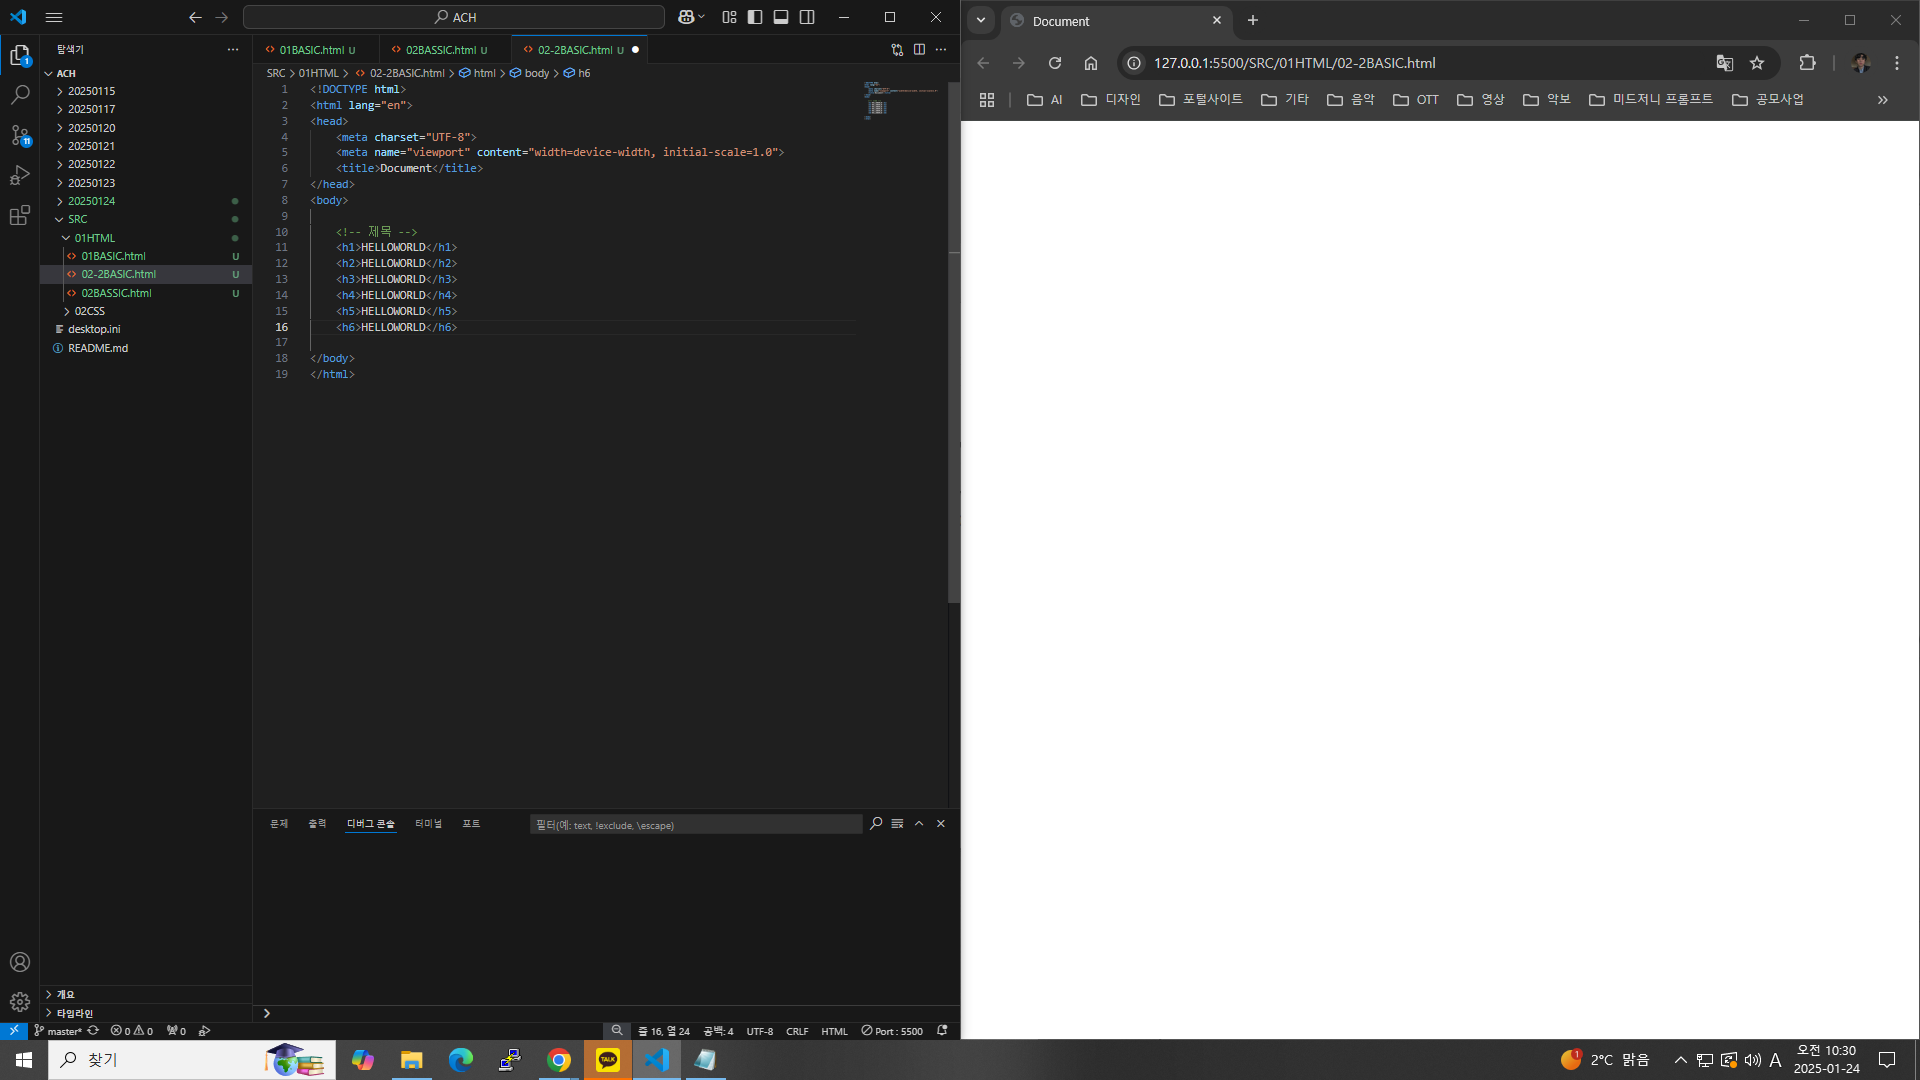 ACH
탐색기
01BASIC.html U
02BASSIC.html U
02-2BASIC.html U
ACH
20250115
20250117
20250120
20250121
20250122
20250123
20250124
SRC
01HTML
01BASIC.html U
02-2BASIC.html U
02BASSIC.html U
02CSS
desktop.ini
README.md
개요
타임라인
SRC > 01HTML > 02-2BASIC.html > html > body > h6
1 <!DOCTYPE html>
2 <html lang="en">
3 <head>
4 <meta charset="UTF-8">
5 <meta name="viewport" content="width=device-width, initial-scale=1.0">
6 <title>Document</title>
7 </head>
8 <body>
9
10 <!-- 제목 -->
11 <h1>HELLOWORLD</h1>
12 <h2>HELLOWORLD</h2>
13 <h3>HELLOWORLD</h3>
14 <h4>HELLOWORLD</h4>
15 <h5>HELLOWORLD</h5>
16 <h6>HELLOWORLD</h6>
17
18 </body>
19 </html>
문제 출력 디버그 콘솔 터미널 포트
필터(예: text, !exclude, \escape)
1
11
master* 0 0 0
줄 16, 열 24 공백: 4 UTF-8 CRLF HTML Port : 5500
Document
127.0.0.1:5500/SRC/01HTML/02-2BASIC.html
AI 디자인 포털사이트 기타 음악 OTT 영상 악보 미드저니 프롬프트 공모사업
찾기
TALK
1
2°C 맑음
A
오전 10:30
2025-01-24